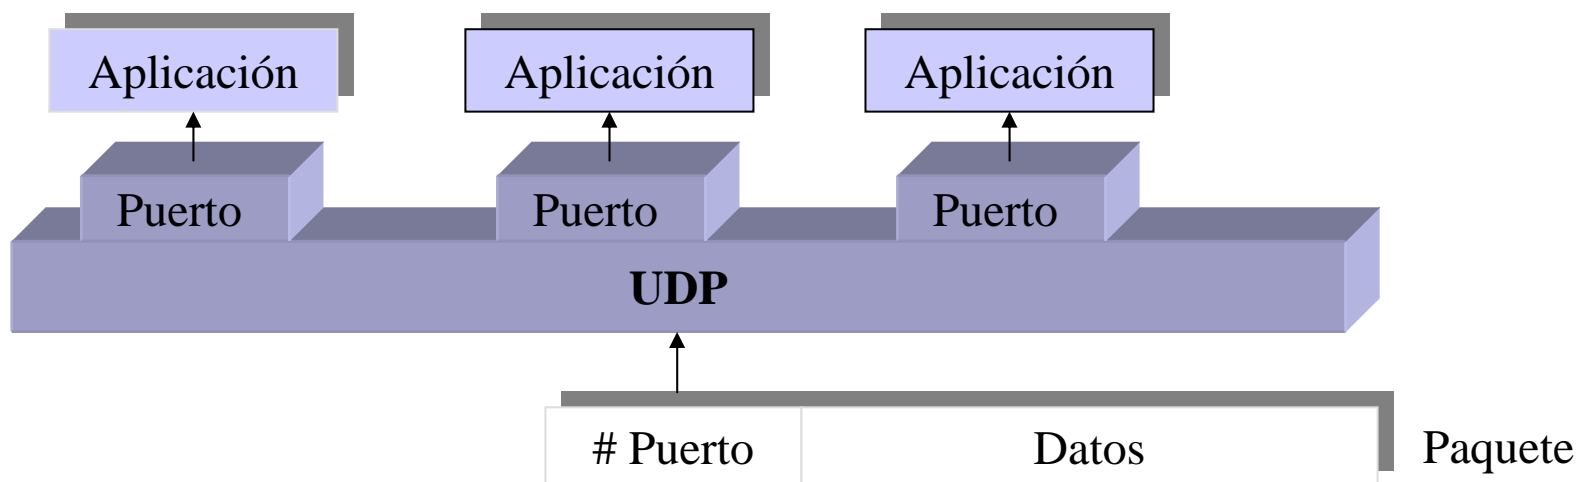 Aplicación Aplicación Aplicación
Puerto Puerto Puerto
UDP
# Puerto Datos Paquete